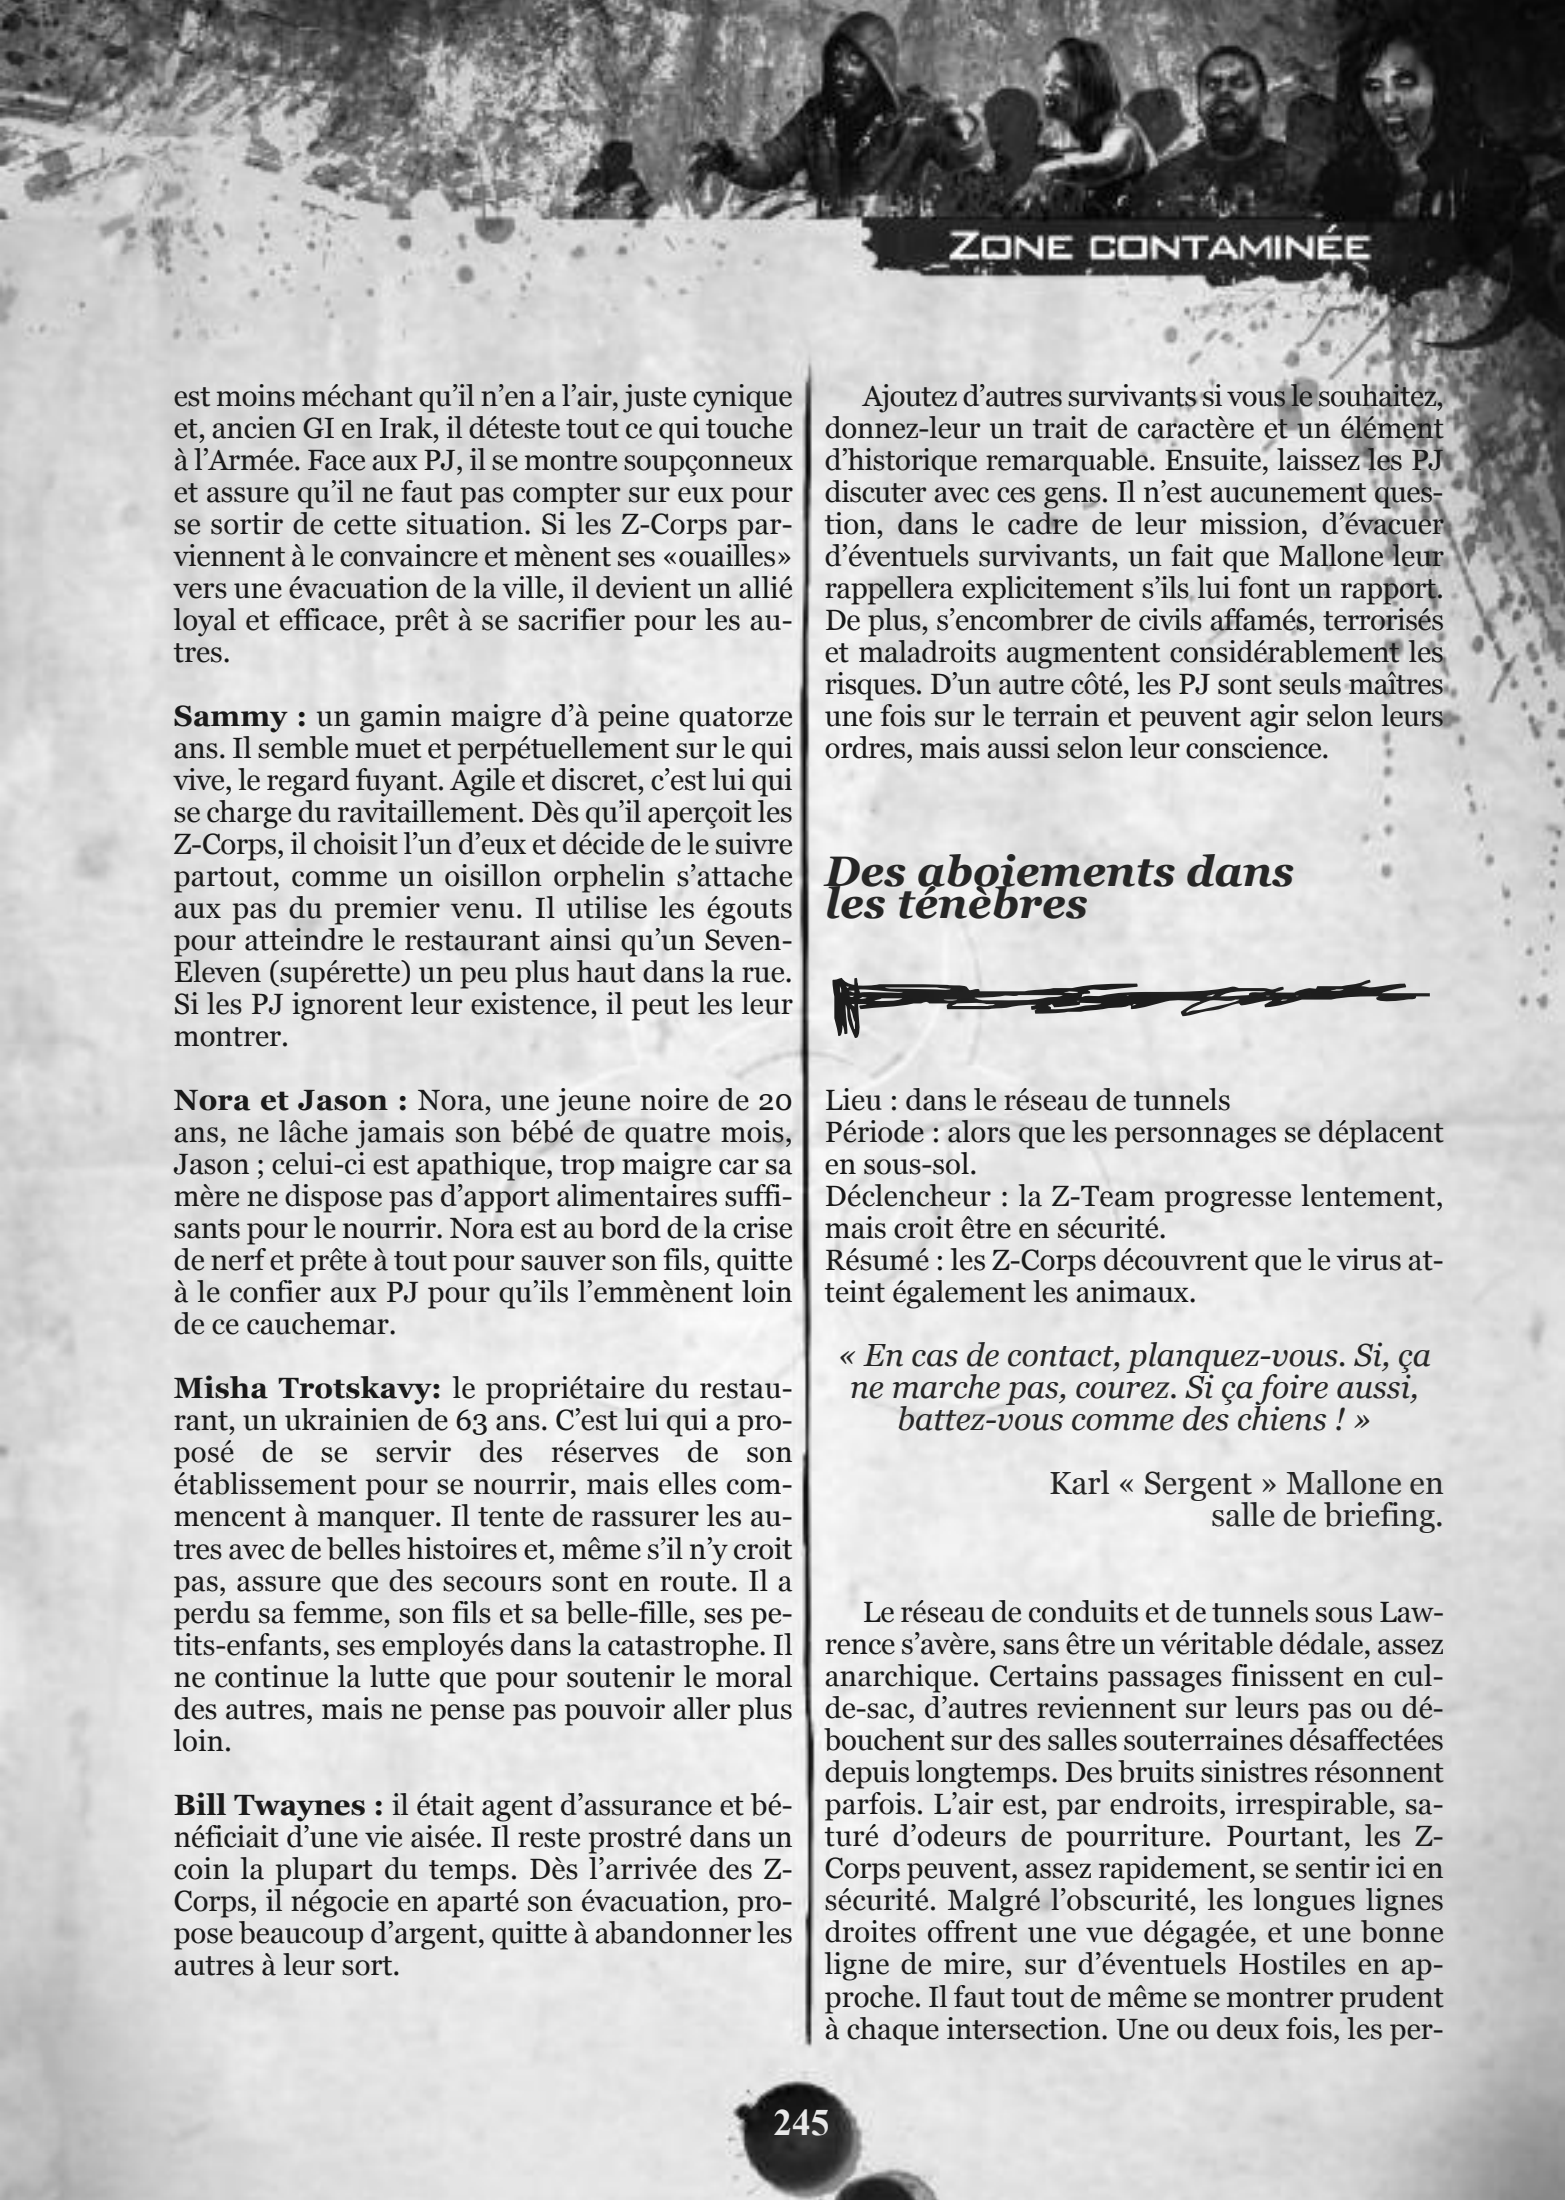 ZONE CONTAMINÉE
est moins méchant qu'il n'en a l'air, juste cynique
et, ancien GI en Irak, il déteste tout ce qui touche
à l'Armée. Face aux PJ, il se montre soupçonneux
et assure qu'il ne faut pas compter sur eux pour
se sortir de cette situation. Si les Z-Corps par-
viennent à le convaincre et mènent ses «ouailles»
vers une évacuation de la ville, il devient un allié
loyal et efficace, prêt à se sacrifier pour les au-
tres.
Sammy : un gamin maigre d'à peine quatorze
ans. Il semble muet et perpétuellement sur le qui
vive, le regard fuyant. Agile et discret, c'est lui qui
se charge du ravitaillement. Dès qu'il aperçoit les
Z-Corps, il choisit l'un d'eux et décide de le suivre
partout, comme un oisillon orphelin s'attache
aux pas du premier venu. Il utilise les égouts
pour atteindre le restaurant ainsi qu'un Seven-
Eleven (supérette) un peu plus haut dans la rue.
Si les PJ ignorent leur existence, il peut les leur
montrer.
Nora et Jason : Nora, une jeune noire de 20
ans, ne lâche jamais son bébé de quatre mois,
Jason ; celui-ci est apathique, trop maigre car sa
mère ne dispose pas d'apport alimentaires suffi-
sants pour le nourrir. Nora est au bord de la crise
de nerf et prête à tout pour sauver son fils, quitte
à le confier aux PJ pour qu'ils l'emmènent loin
de ce cauchemar.
Misha Trotskavy: le propriétaire du restau-
rant, un ukrainien de 63 ans. C'est lui qui a pro-
posé de se servir des réserves de son
établissement pour se nourrir, mais elles com-
mencent à manquer. Il tente de rassurer les au-
tres avec de belles histoires et, même s'il n'y croit
pas, assure que des secours sont en route. Il a
perdu sa femme, son fils et sa belle-fille, ses pe-
tits-enfants, ses employés dans la catastrophe. Il
ne continue la lutte que pour soutenir le moral
des autres, mais ne pense pas pouvoir aller plus
loin.
Bill Twaynes : il était agent d'assurance et bé-
néficiait d'une vie aisée. Il reste prostré dans un
coin la plupart du temps. Dès l'arrivée des Z-
Corps, il négocie en aparté son évacuation, pro-
pose beaucoup d'argent, quitte à abandonner les
autres à leur sort.
Ajoutez d'autres survivants si vous le souhaitez,
donnez-leur un trait de caractère et un élément
d'historique remarquable. Ensuite, laissez les PJ
discuter avec ces gens. Il n'est aucunement ques-
tion, dans le cadre de leur mission, d'évacuer
d'éventuels survivants, un fait que Mallone leur
rappellera explicitement s'ils lui font un rapport.
De plus, s'encombrer de civils affamés, terrorisés
et maladroits augmentent considérablement les
risques. D'un autre côté, les PJ sont seuls maîtres
une fois sur le terrain et peuvent agir selon leurs
ordres, mais aussi selon leur conscience.
Des aboiements dans
les ténèbres
Lieu : dans le réseau de tunnels
Période : alors que les personnages se déplacent
en sous-sol.
Déclencheur : la Z-Team progresse lentement,
mais croit être en sécurité.
Résumé : les Z-Corps découvrent que le virus at-
teint également les animaux.
« En cas de contact, planquez-vous. Si, ça
ne marche pas, courez. Si ça foire aussi,
battez-vous comme des chiens ! »
Karl « Sergent » Mallone en
salle de briefing.
Le réseau de conduits et de tunnels sous Law-
rence s'avère, sans être un véritable dédale, assez
anarchique. Certains passages finissent en cul-
de-sac, d'autres reviennent sur leurs pas ou dé-
bouchent sur des salles souterraines désaffectées
depuis longtemps. Des bruits sinistres résonnent
parfois. L'air est, par endroits, irrespirable, sa-
turé d'odeurs de pourriture. Pourtant, les Z-
Corps peuvent, assez rapidement, se sentir ici en
sécurité. Malgré l'obscurité, les longues lignes
droites offrent une vue dégagée, et une bonne
ligne de mire, sur d'éventuels Hostiles en ap-
proche. Il faut tout de même se montrer prudent
à chaque intersection. Une ou deux fois, les per-
245